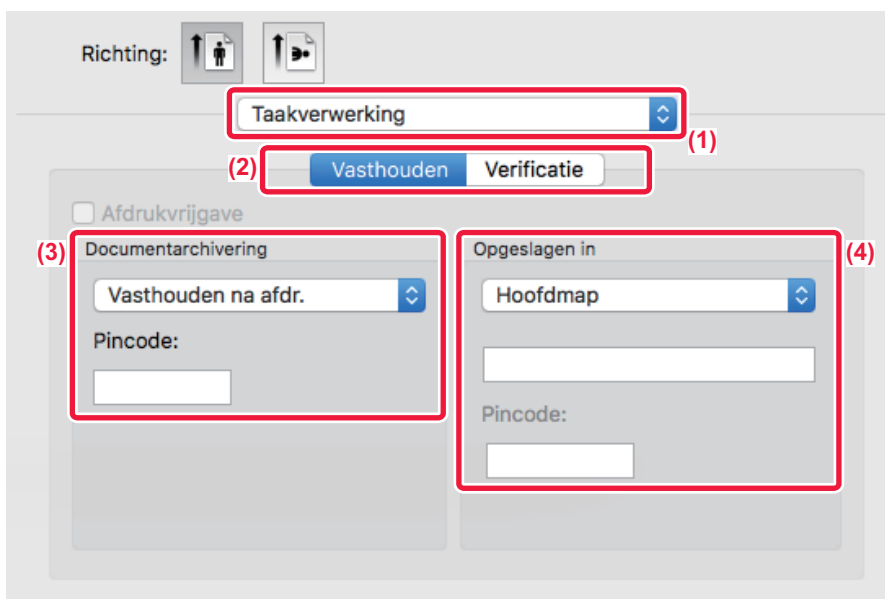 Richting:
Taakverwerking
(1)
(2)
Vasthouden Verificatie
Afdrukvrijgave
(3)
Documentarchivering
Vasthouden na afdr.
Pincode:
Opgeslagen in
(4)
Hoofdmap
Pincode: